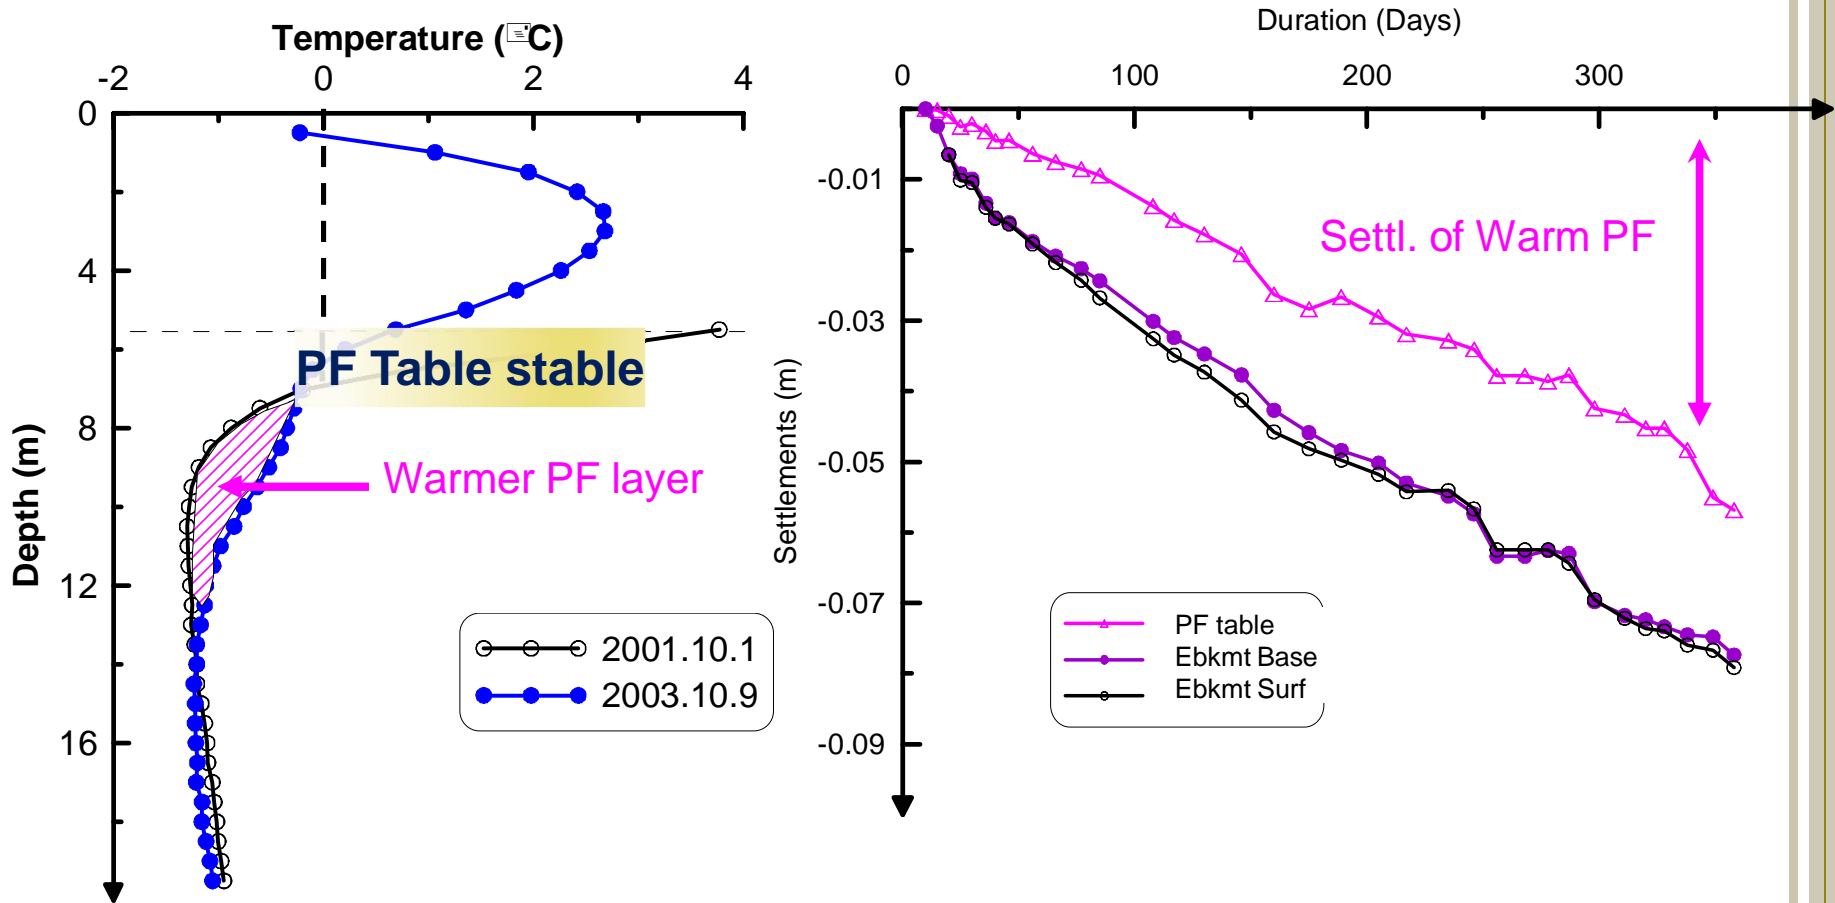 Temperature (C)
-2 0 2 4
0
4
8
12
16
Depth (m)
PF Table stable
Warmer PF layer
2001.10.1
2003.10.9
Duration (Days)
0 100 200 300
-0.01
-0.03
-0.05
-0.07
-0.09
Settlements (m)
Settl. of Warm PF
PF table
Ebkmt Base
Ebkmt Surf